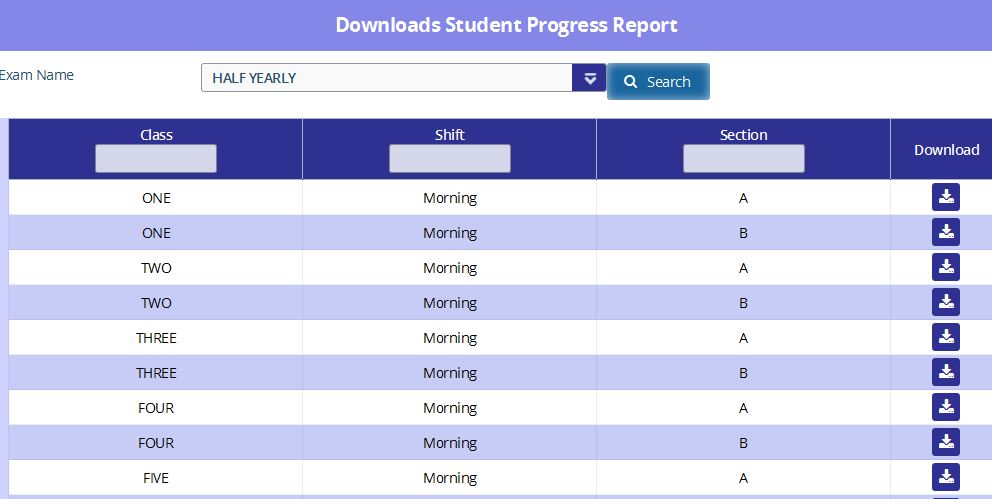 Downloads Student Progress Report
Exam Name HALF YEARLY Search
Class Shift Section Download
ONE Morning A
ONE Morning B
TWO Morning A
TWO Morning B
THREE Morning A
THREE Morning B
FOUR Morning A
FOUR Morning B
FIVE Morning A